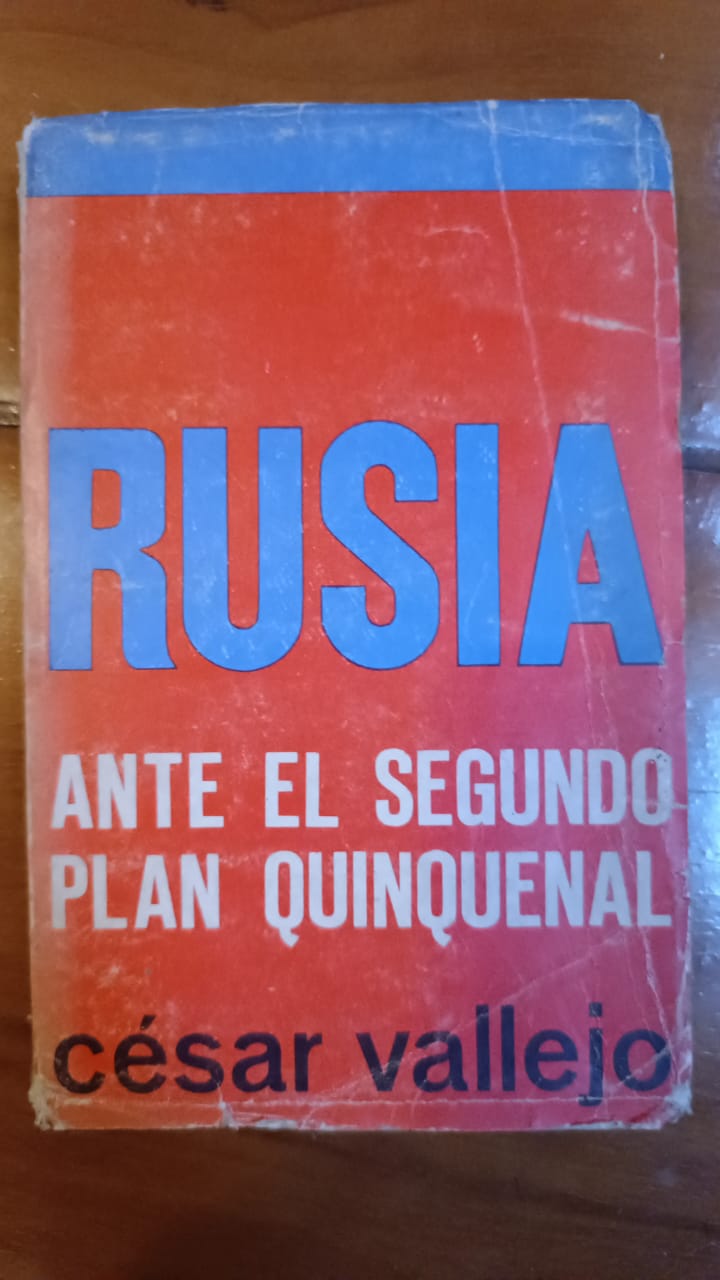 RUSIA
ANTE EL SEGUNDO
PLAN QUINQUENAL
césar vallejo